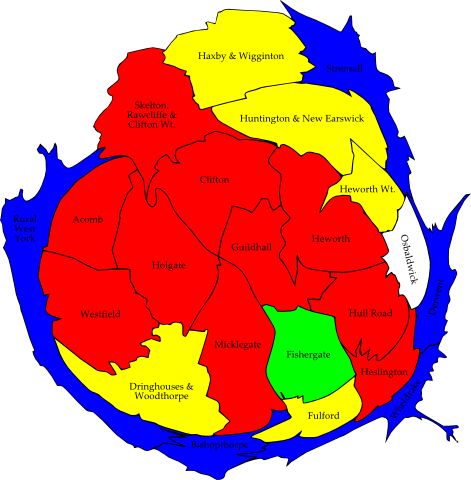 Haxby & Wigginton
Strensall
Skelton,
Rawcliffe &
Clifton Wt.
Huntington & New Earswick
Clifton
Heworth Wt.
Rural
West
York
Acomb
Guildhall
Heworth
Osbaldwick
Holgate
Derwent
Westfield
Hull Road
Micklegate
Fishergate
Heslington
Dringhouses &
Woodthorpe
Wheldrake
Fulford
Bishopthorpe